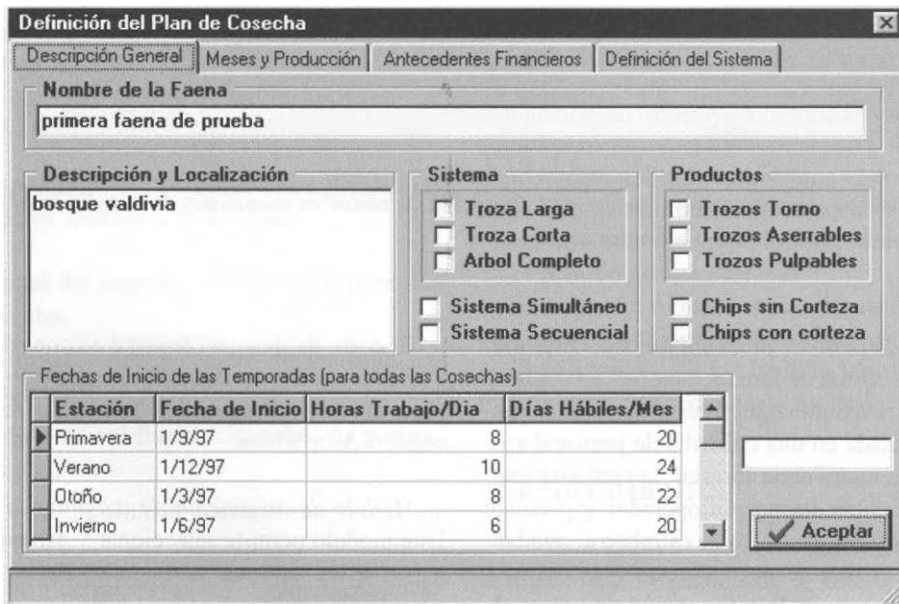 Definición del Plan de Cosecha
Descripción General Meses y Producción Antecedentes Financieros Definición del Sistema
Nombre de la Faena
primera faena de prueba
Descripción y Localización
bosque valdivia
Sistema
Troza Larga
Troza Corta
Arbol Completo
Sistema Simultáneo
Sistema Secuencial
Productos
Trozos Torno
Trozos Aserrables
Trozos Pulpables
Chips sin Corteza
Chips con corteza
Fechas de Inicio de las Temporadas (para todas las Cosechas)
Estación Fecha de Inicio Horas Trabajo/Dia Días Hábiles/Mes
Primavera 1/9/97 8 20
Verano 1/12/97 10 24
Otoño 1/3/97 8 22
Invierno 1/6/97 6 20
Aceptar